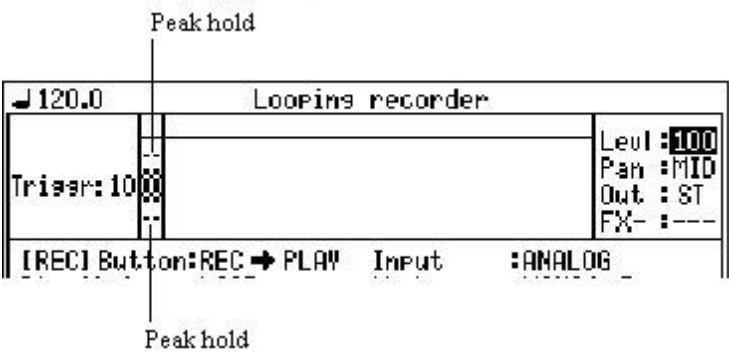 Peak hold
♩120.0 Looping recorder
Levl :100
Pan :MID
Triggr: 10
Out : ST
FX- :---
[REC] Button:REC➡PLAY Input :ANALOG
Peak hold